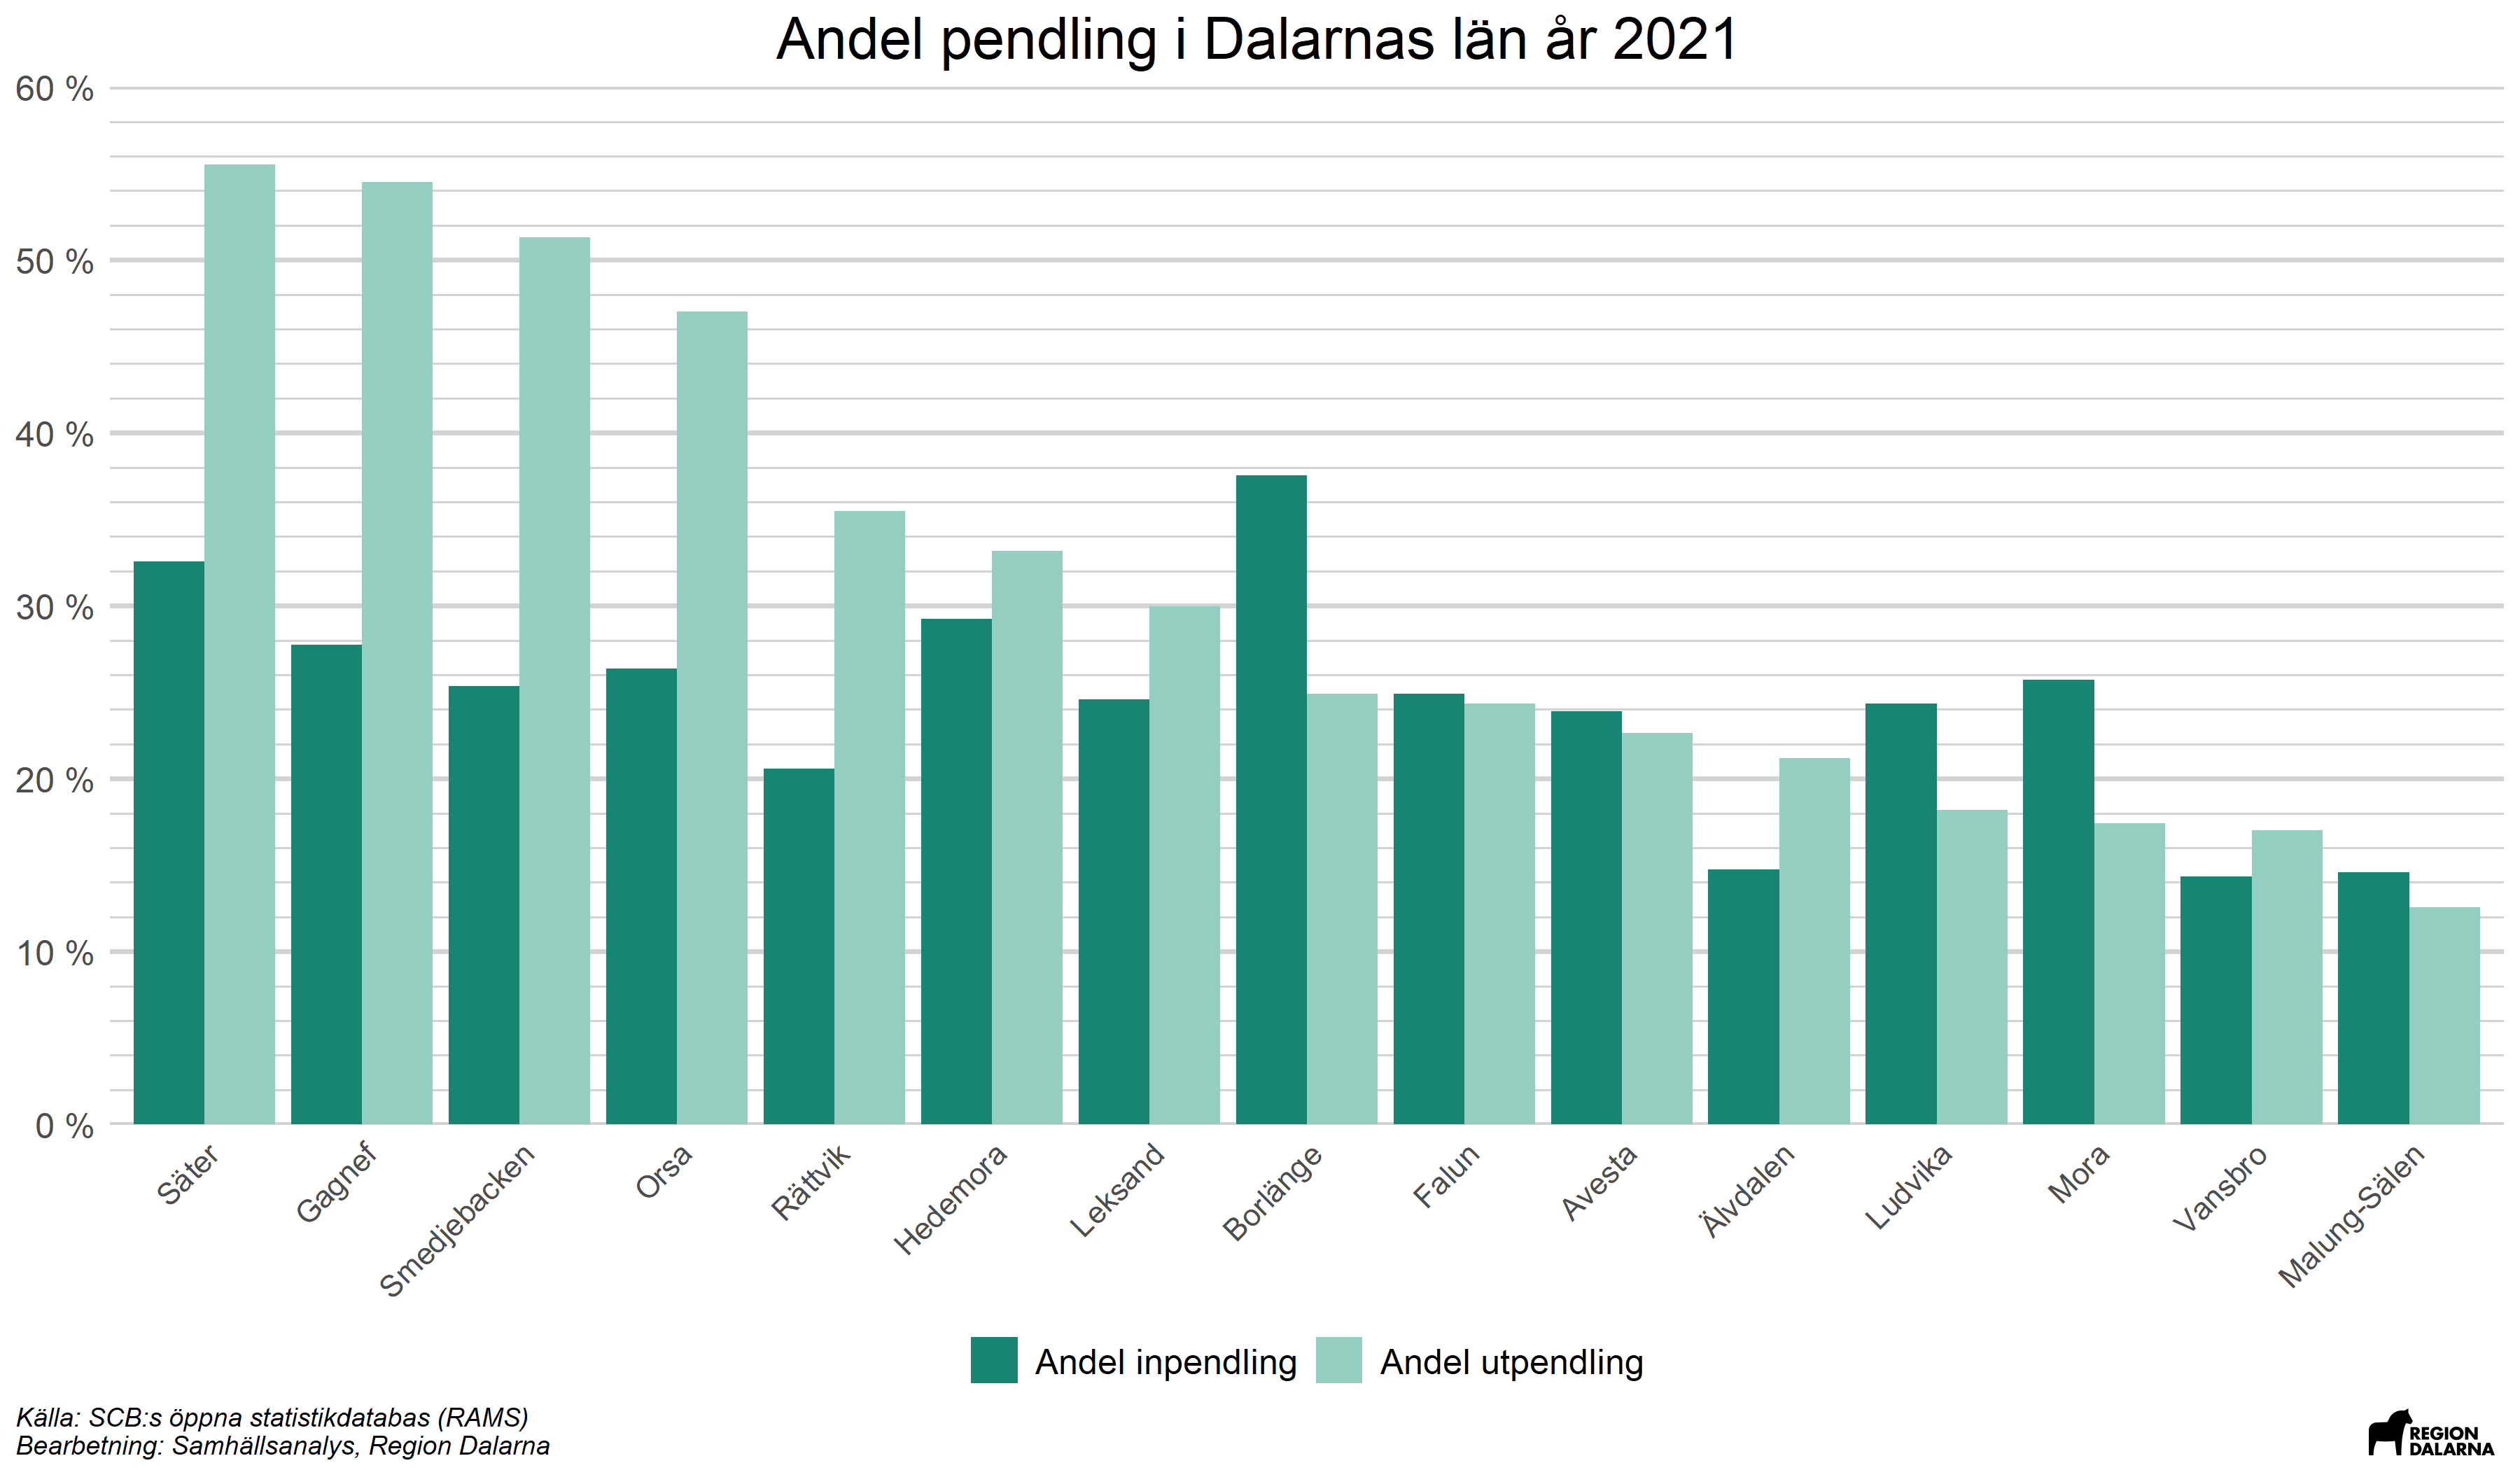 Andel pendling i Dalarnas län år 2021
60 %
50 %
40 %
30 %
20 %
10 %
0 %
Säter
Gagnef
Smedjebacken
Orsa
Rättvik
Hedemora
Leksand
Borlänge
Falun
Avesta
Älvdalen
Ludvika
Mora
Vansbro
Malung-Sälen
Andel inpendling
Andel utpendling
Källa: SCB:s öppna statistikdatabas (RAMS)
Bearbetning: Samhällsanalys, Region Dalarna
REGION
DALARNA